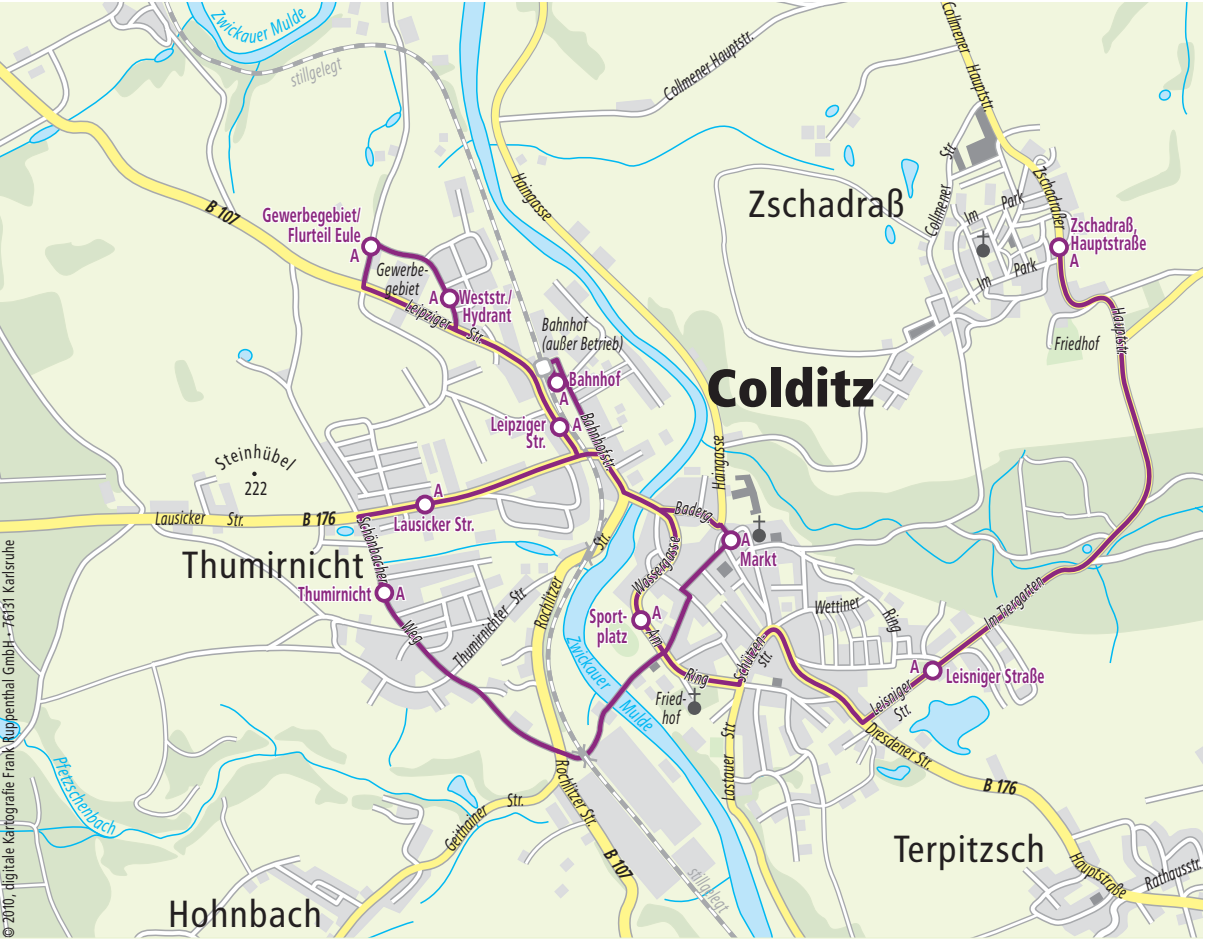 Zwickauer Mulde
stillgelegt
Collmener Hauptstr.
Collmener Hauptstr.
Haingasse
B 107
Gewerbegebiet/
Flurteil Eule
A
Gewerbe-
gebiet
A
Weststr./
Hydrant
Leipziger Str.
Bahnhof
(außer Betrieb)
Bahnhof
A
Leipziger
Str.
A
Bahnhofstr.
Zschadraß
Collmener Str.
Im Park
Im Park
Zschadraßer
Zschadraß,
Hauptstraße
A
Hauptstr.
Friedhof
Colditz
Haingasse
Steinhübel
222
Lausicker Str.
B 176
A
Lausicker Str.
Schönbacher Weg
Thumirnicht
Thumirnicht
A
Thumirnichter Str.
Rochlitzer Str.
Baderg.
A
Markt
Wassergasse
Sport-
platz
A
Am Ring
Fried-
hof
Schützen-
str.
Wettiner Ring
Im Tiergarten
A
Leisniger Straße
Leisniger
Str.
Dresdener Str.
B 176
Zwickauer Mulde
Lastauer Str
Pfetzschenbach
Geithainer Str.
Rochlitzer Str.
B 107
stillgelegt
Terpitzsch
Hauptstraße
Rathausstr.
Hohnbach
© 2010, digitale Kartografie Frank Ruppenthal GmbH • 76131 Karlsruhe